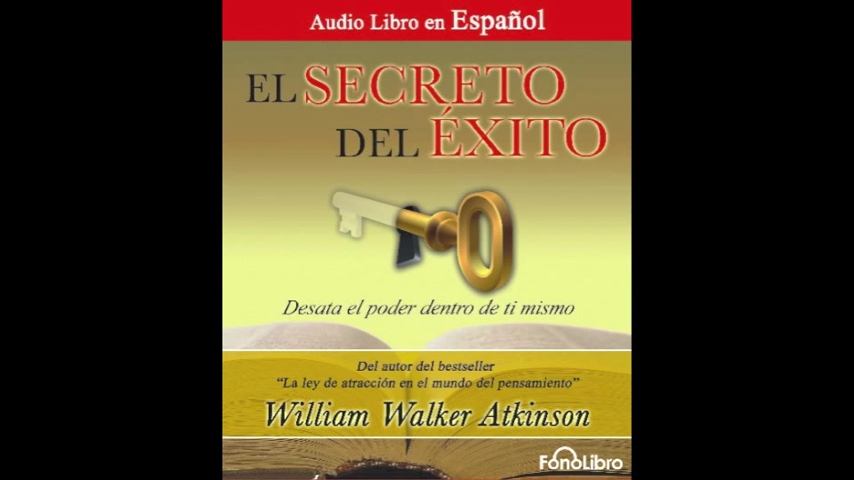 Audio Libro en Español
EL SECRETO
DEL ÉXITO
Desata el poder dentro de ti mismo
Del autor del bestseller
“La ley de atracción en el mundo del pensamiento”
William Walker Atkinson
FonoLibro